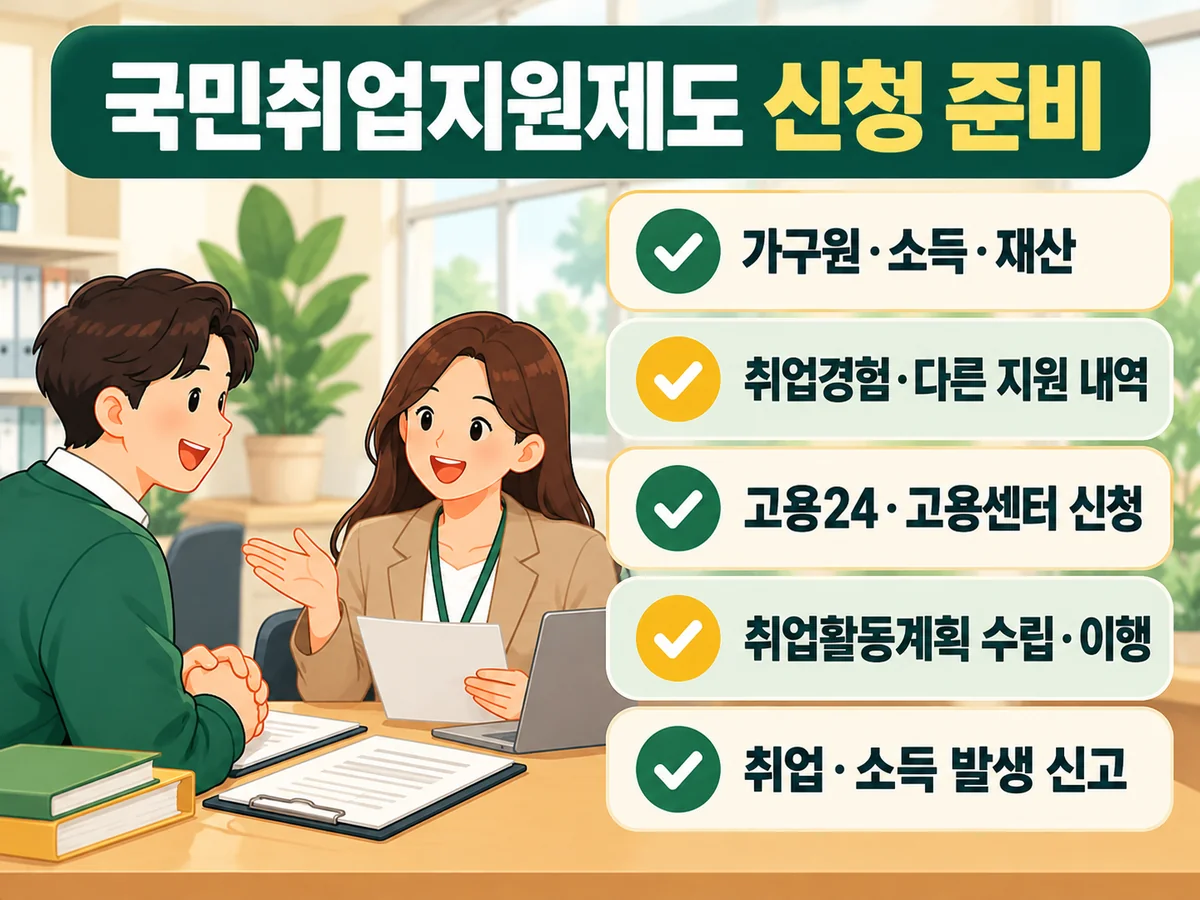 국민취업지원제도 신청 준비
가구원·소득·재산
취업경험·다른 지원 내역
고용24·고용센터 신청
취업활동계획 수립·이행
취업·소득 발생 신고